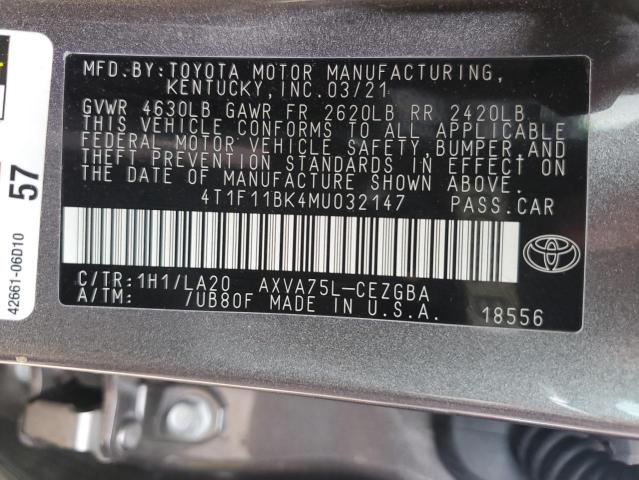 MFD.BY:TOYOTA MOTOR MANUFACTURING,
KENTUCKY,INC.03/21
GVWR 4630LB GAWR FR 2620LB RR 2420LB
THIS VEHICLE CONFORMS TO ALL APPLICABLE
FEDERAL MOTOR VEHICLE SAFETY,BUMPER,AND
THEFT PREVENTION STANDARDS IN EFFECT ON
THE DATE OF MANUFACTURE SHOWN ABOVE.
4T1F11BK4MU032147 PASS.CAR
C/TR:1H1/LA20 AXVA75L-CEZGBA
A/TM: /UB80F MADE IN U.S.A.
18556
57
42661-06D10